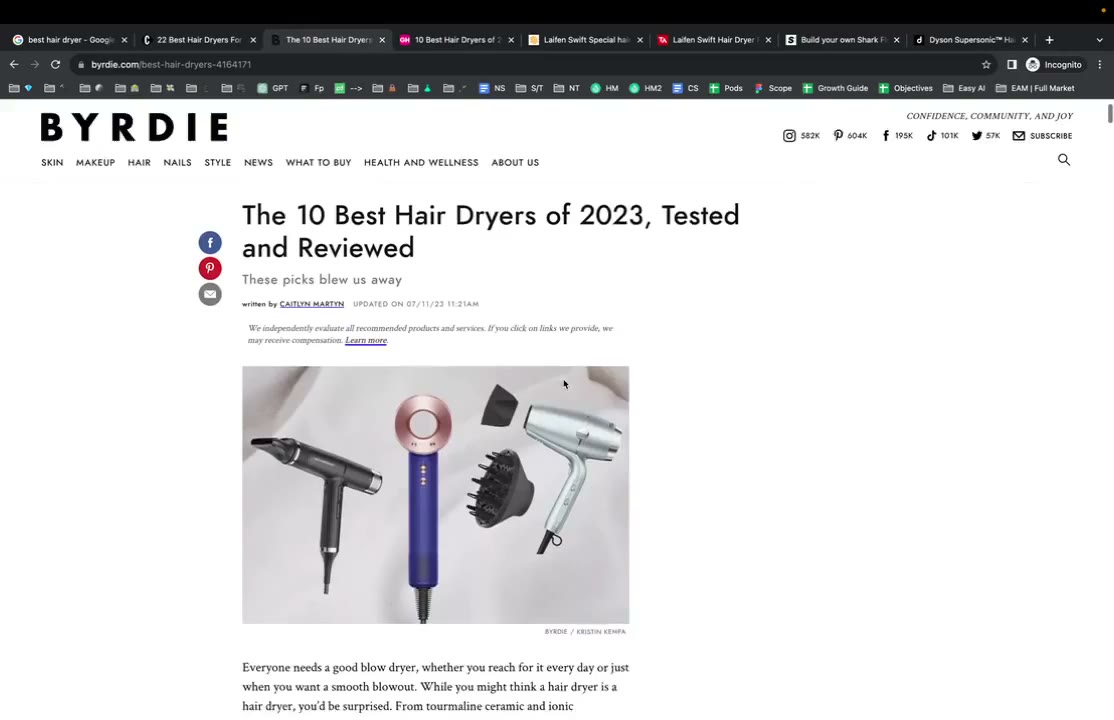 best hair dryer - Google
22 Best Hair Dryers For
The 10 Best Hair Dryers
10 Best Hair Dryers of 2
Laifen Swift Special hai
Laifen Swift Hair Dryer
Build your own Shark Fl
Dyson Supersonic™ Ha
byrdie.com/best-hair-dryers-4164171
Incognito
GPT Fp --> NS S/T NT HM HM2 CS Pods Scope Growth Guide Objectives Easy AI EAM | Full Market
BYRDIE
CONFIDENCE, COMMUNITY, AND JOY
582K 604K 195K 101K 57K SUBSCRIBE
SKIN MAKEUP HAIR NAILS STYLE NEWS WHAT TO BUY HEALTH AND WELLNESS ABOUT US
The 10 Best Hair Dryers of 2023, Tested
and Reviewed
These picks blew us away
written by CAITLYN MARTYN UPDATED ON 07/11/23 11:21AM
We independently evaluate all recommended products and services. If you click on links we provide, we
may receive compensation. Learn more.
BYRDIE / KRISTIN KEMPA
Everyone needs a good blow dryer, whether you reach for it every day or just
when you want a smooth blowout. While you might think a hair dryer is a
hair dryer, you'd be surprised. From tourmaline ceramic and ionic